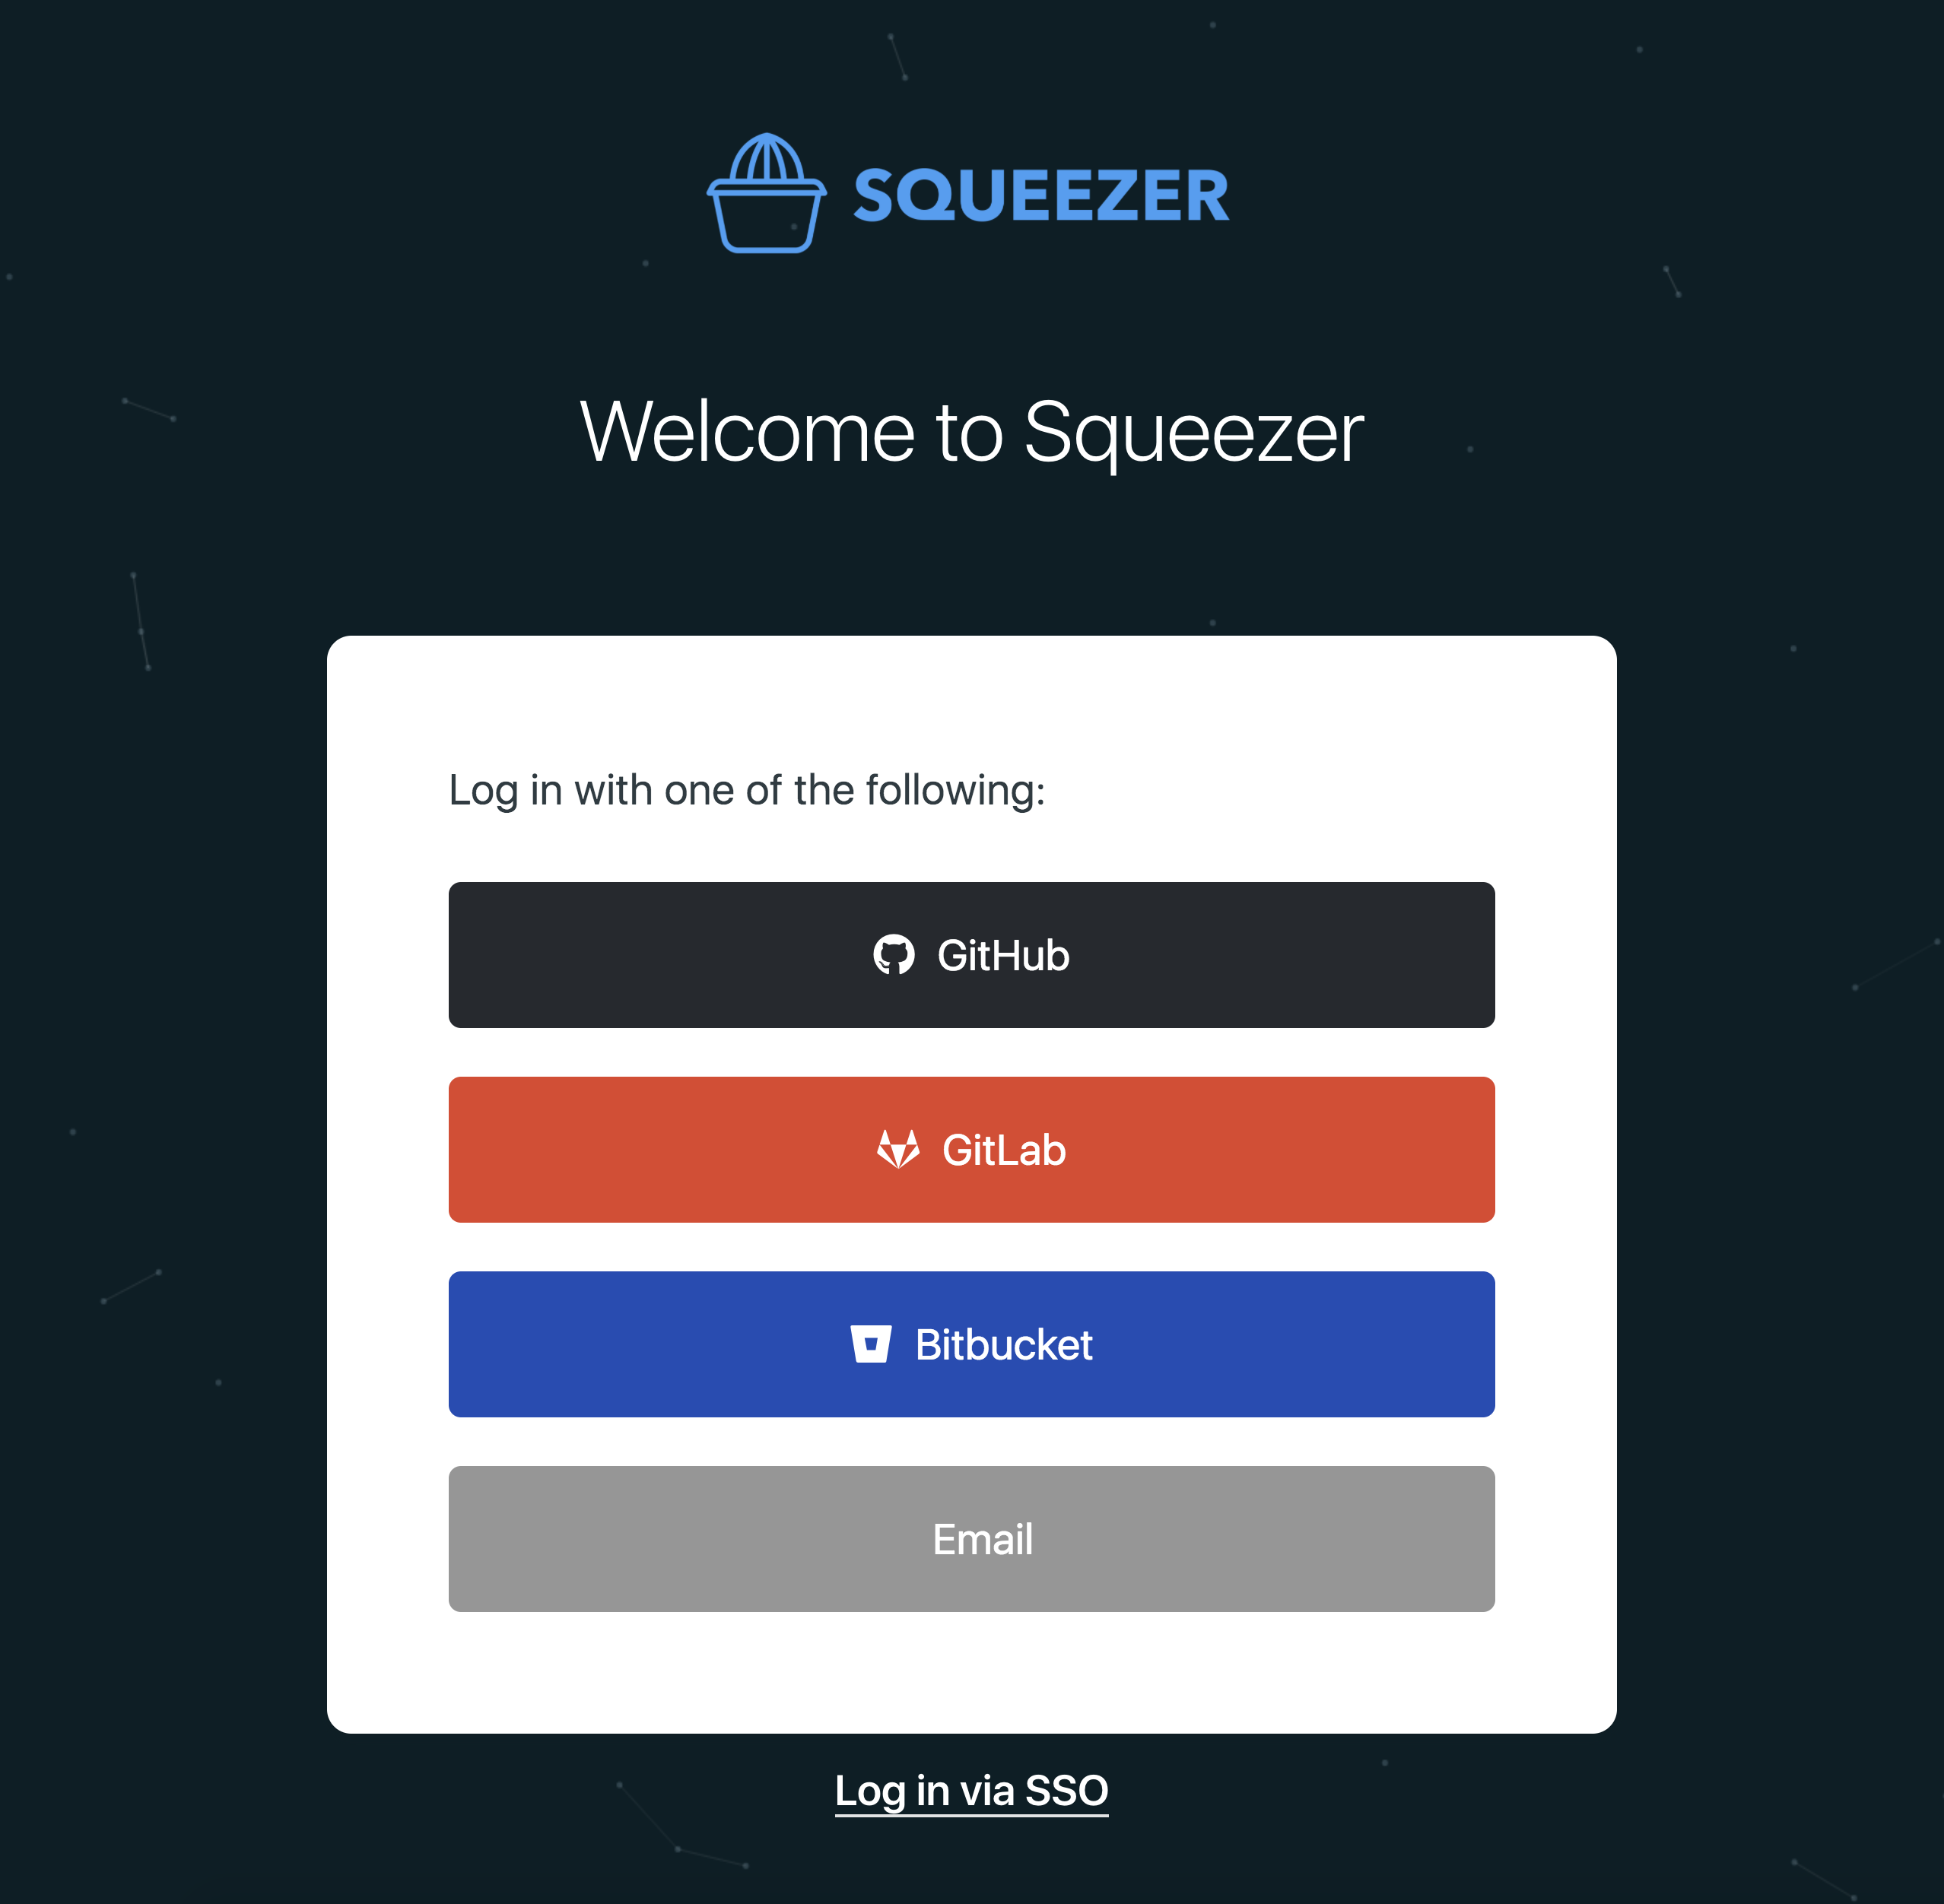 SQUEEZER
Welcome to Squeezer
Log in with one of the following:
GitHub
GitLab
Bitbucket
Email
Log in via SSO